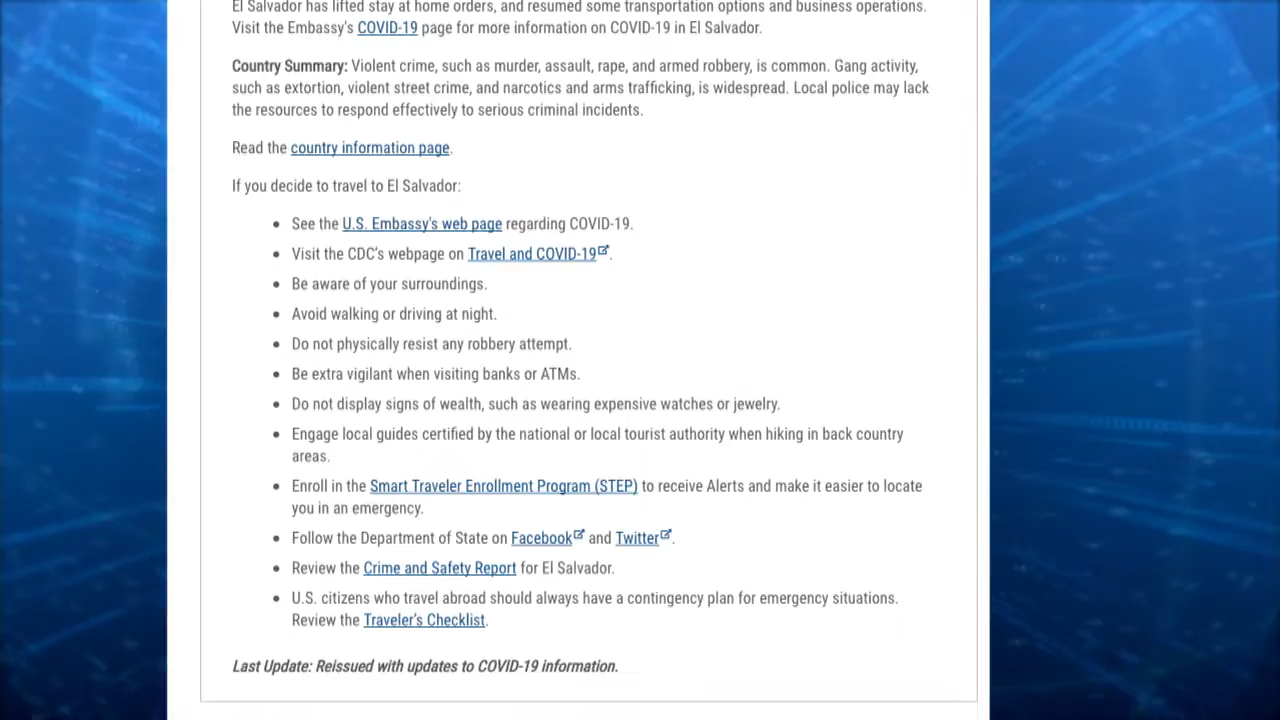 El Salvador has lifted stay at home orders, and resumed some transportation options and business operations.
Visit the Embassy's COVID-19 page for more information on COVID-19 in El Salvador.
Country Summary: Violent crime, such as murder, assault, rape, and armed robbery, is common. Gang activity,
such as extortion, violent street crime, and narcotics and arms trafficking, is widespread. Local police may lack
the resources to respond effectively to serious criminal incidents.
Read the country information page.
If you decide to travel to El Salvador:
• See the U.S. Embassy's web page regarding COVID-19.
• Visit the CDC's webpage on Travel and COVID-19.
• Be aware of your surroundings.
• Avoid walking or driving at night.
• Do not physically resist any robbery attempt.
• Be extra vigilant when visiting banks or ATMs.
• Do not display signs of wealth, such as wearing expensive watches or jewelry.
• Engage local guides certified by the national or local tourist authority when hiking in back country
areas.
• Enroll in the Smart Traveler Enrollment Program (STEP) to receive Alerts and make it easier to locate
you in an emergency.
• Follow the Department of State on Facebook and Twitter.
• Review the Crime and Safety Report for El Salvador.
• U.S. citizens who travel abroad should always have a contingency plan for emergency situations.
Review the Traveler's Checklist.
Last Update: Reissued with updates to COVID-19 information.